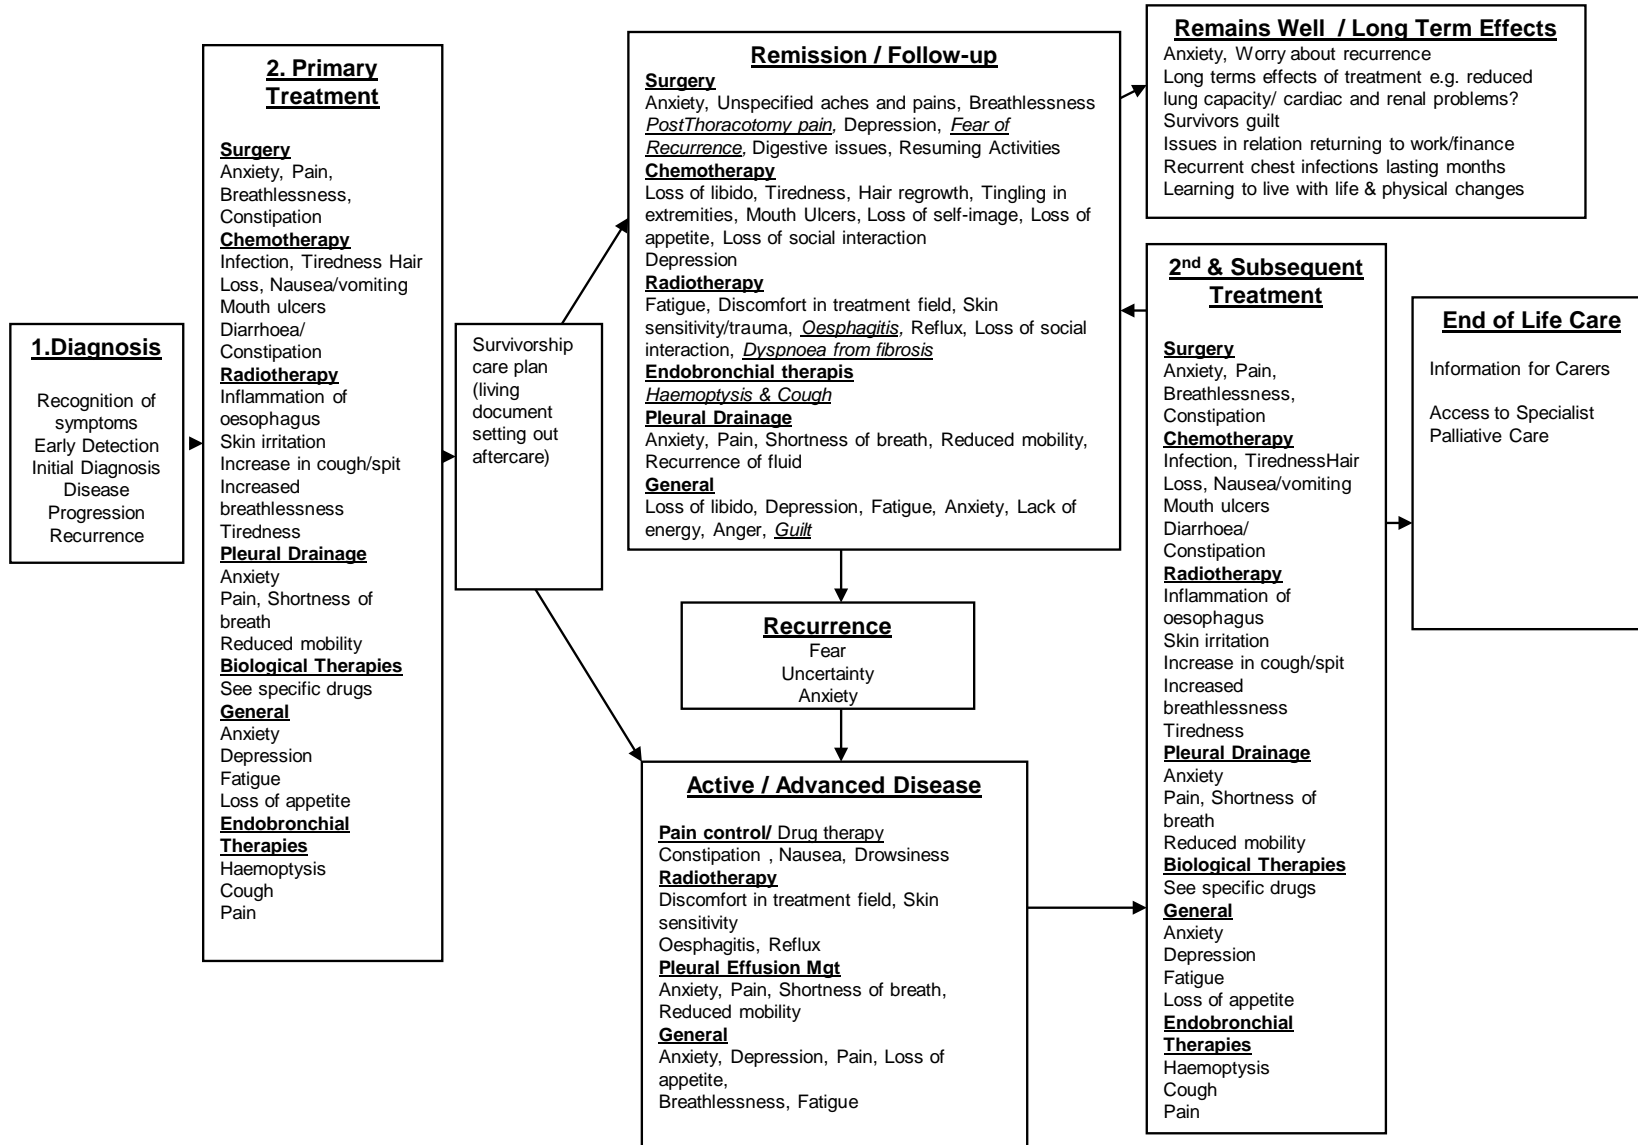 1.Diagnosis
Recognition of
symptoms
Early Detection
Initial Diagnosis
Disease
Progression
Recurrence
2. Primary
Treatment
Surgery
Anxiety, Pain,
Breathlessness,
Constipation
Chemotherapy
Infection, Tiredness Hair
Loss, Nausea/vomiting
Mouth ulcers
Diarrhoea/
Constipation
Radiotherapy
Inflammation of
oesophagus
Skin irritation
Increase in cough/spit
Increased
breathlessness
Tiredness
Pleural Drainage
Anxiety
Pain, Shortness of
breath
Reduced mobility
Biological Therapies
See specific drugs
General
Anxiety
Depression
Fatigue
Loss of appetite
Endobronchial
Therapies
Haemoptysis
Cough
Pain
Survivorship
care plan
(living
document
setting out
aftercare)
Remission / Follow-up
Surgery
Anxiety, Unspecified aches and pains, Breathlessness
PostThoracotomy pain, Depression, Fear of
Recurrence, Digestive issues, Resuming Activities
Chemotherapy
Loss of libido, Tiredness, Hair regrowth, Tingling in
extremities, Mouth Ulcers, Loss of self-image, Loss of
appetite, Loss of social interaction
Depression
Radiotherapy
Fatigue, Discomfort in treatment field, Skin
sensitivity/trauma, Oesphagitis, Reflux, Loss of social
interaction, Dyspnoea from fibrosis
Endobronchial therapis
Haemoptysis & Cough
Pleural Drainage
Anxiety, Pain, Shortness of breath, Reduced mobility,
Recurrence of fluid
General
Loss of libido, Depression, Fatigue, Anxiety, Lack of
energy, Anger, Guilt
Recurrence
Fear
Uncertainty
Anxiety
Active / Advanced Disease
Pain control/ Drug therapy
Constipation , Nausea, Drowsiness
Radiotherapy
Discomfort in treatment field, Skin
sensitivity
Oesphagitis, Reflux
Pleural Effusion Mgt
Anxiety, Pain, Shortness of breath,
Reduced mobility
General
Anxiety, Depression, Pain, Loss of
appetite,
Breathlessness, Fatigue
Remains Well / Long Term Effects
Anxiety, Worry about recurrence
Long terms effects of treatment e.g. reduced
lung capacity/ cardiac and renal problems?
Survivors guilt
Issues in relation returning to work/finance
Recurrent chest infections lasting months
Learning to live with life & physical changes
2nd & Subsequent
Treatment
Surgery
Anxiety, Pain,
Breathlessness,
Constipation
Chemotherapy
Infection, TirednessHair
Loss, Nausea/vomiting
Mouth ulcers
Diarrhoea/
Constipation
Radiotherapy
Inflammation of
oesophagus
Skin irritation
Increase in cough/spit
Increased
breathlessness
Tiredness
Pleural Drainage
Anxiety
Pain, Shortness of
breath
Reduced mobility
Biological Therapies
See specific drugs
General
Anxiety
Depression
Fatigue
Loss of appetite
Endobronchial
Therapies
Haemoptysis
Cough
Pain
End of Life Care
Information for Carers
Access to Specialist
Palliative Care